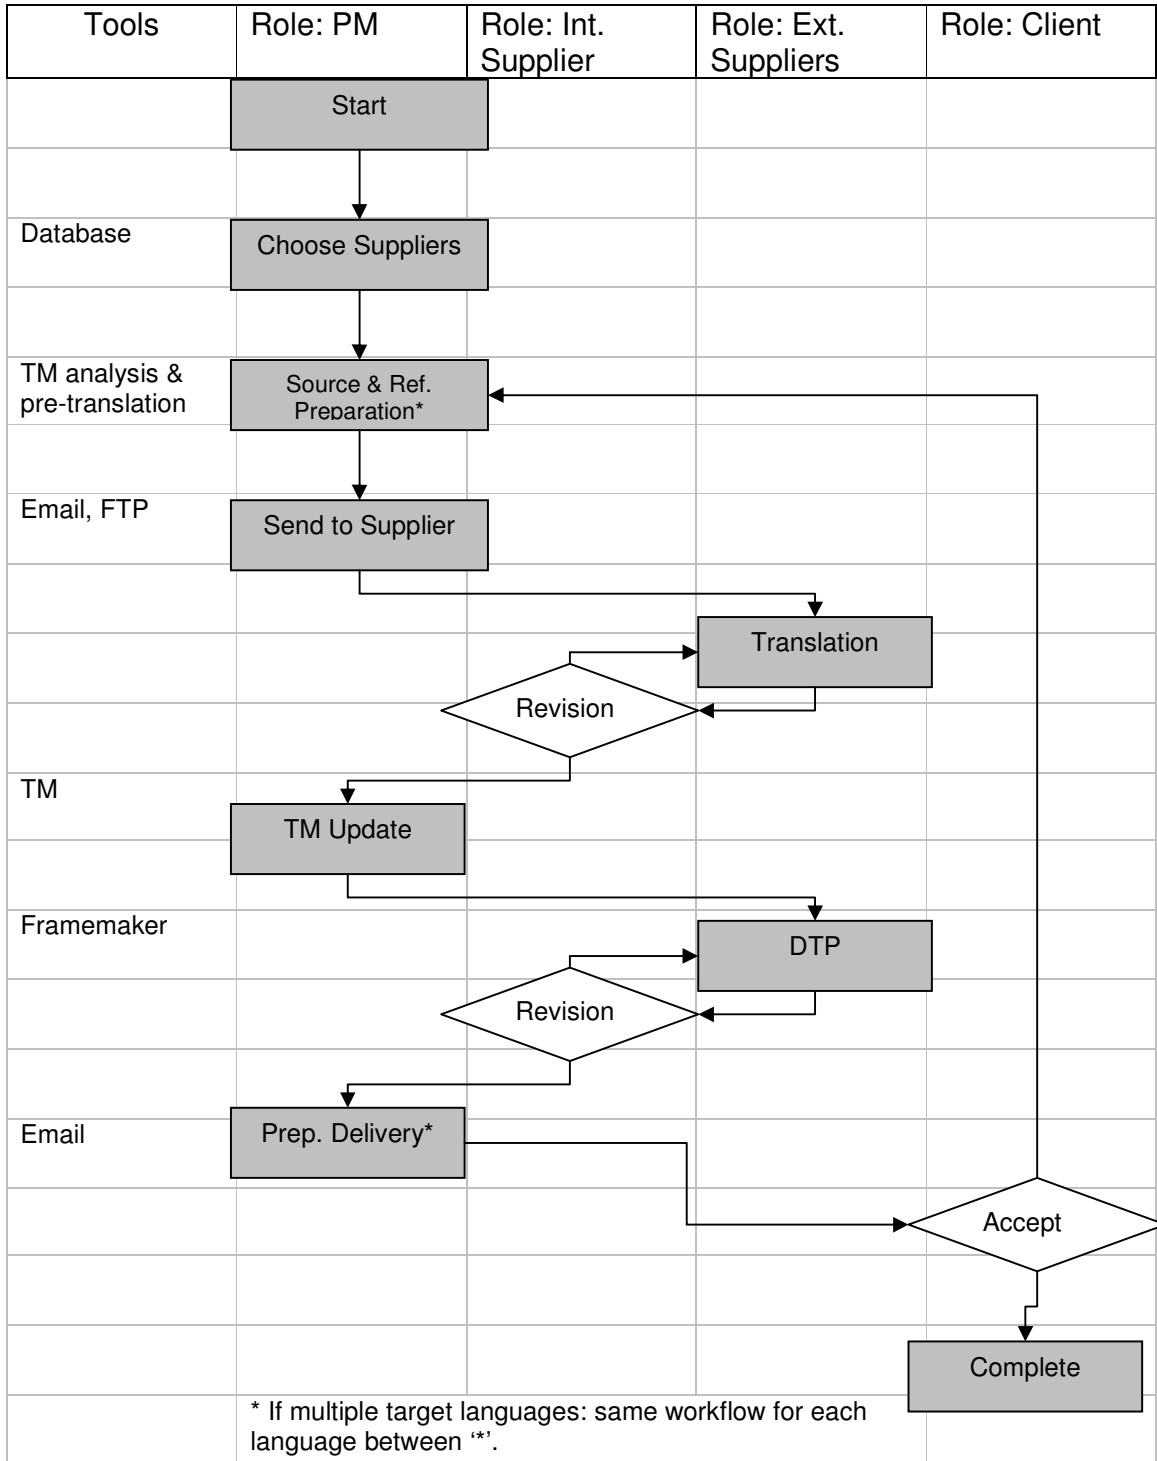 Tools
Role: PM
Role: Int.
Supplier
Role: Ext.
Suppliers
Role: Client
Start
Database
Choose Suppliers
TM analysis &
pre-translation
Source & Ref.
Preparation*
Email, FTP
Send to Supplier
Translation
Revision
TM
TM Update
Framemaker
DTP
Revision
Email
Prep. Delivery*
Accept
Complete
* If multiple target languages: same workflow for each
language between ‘*’.